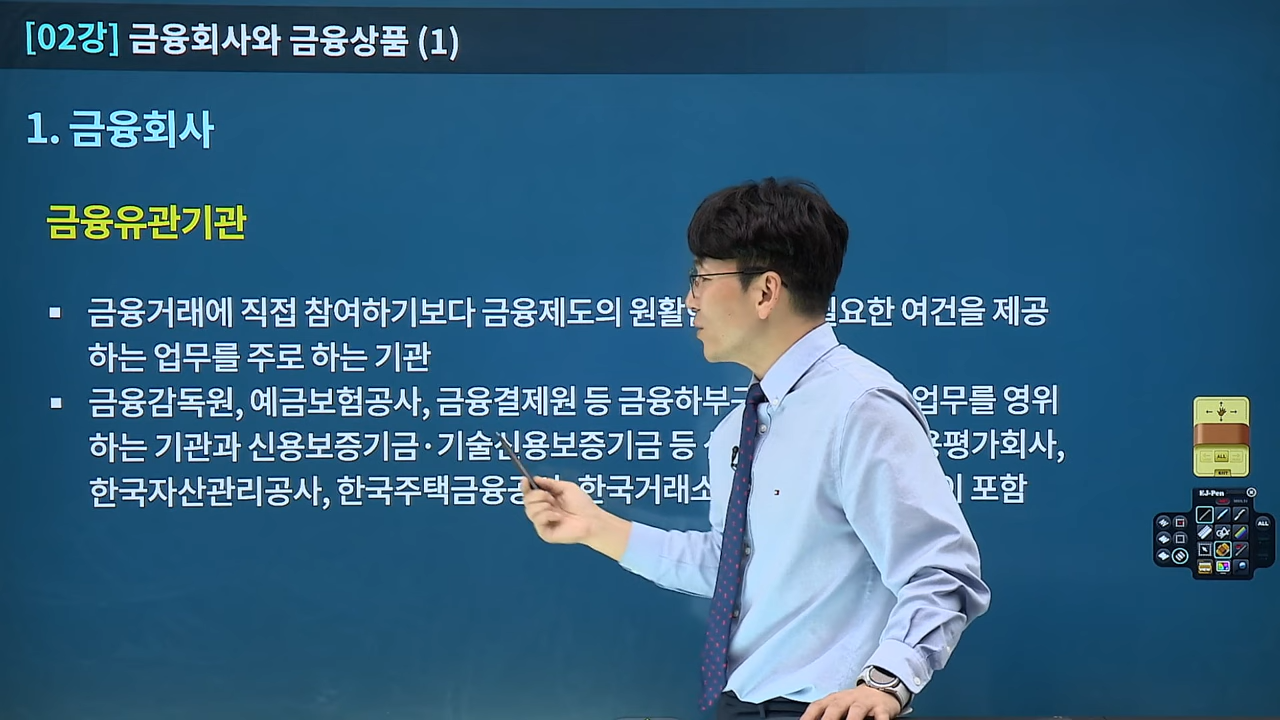 [02강] 금융회사와 금융상품 (1)
1. 금융회사
금융유관기관
▪ 금융거래에 직접 참여하기보다 금융제도의 원활 필요한 여건을 제공
하는 업무를 주로 하는 기관
▪ 금융감독원, 예금보험공사, 금융결제원 등 금융하부구 업무를 영위
하는 기관과 신용보증기금·기술신용보증기금 등 용평가회사,
한국자산관리공사, 한국주택금융공사, 한국거래소 이 포함
EJ-Pen
ALL
ALL